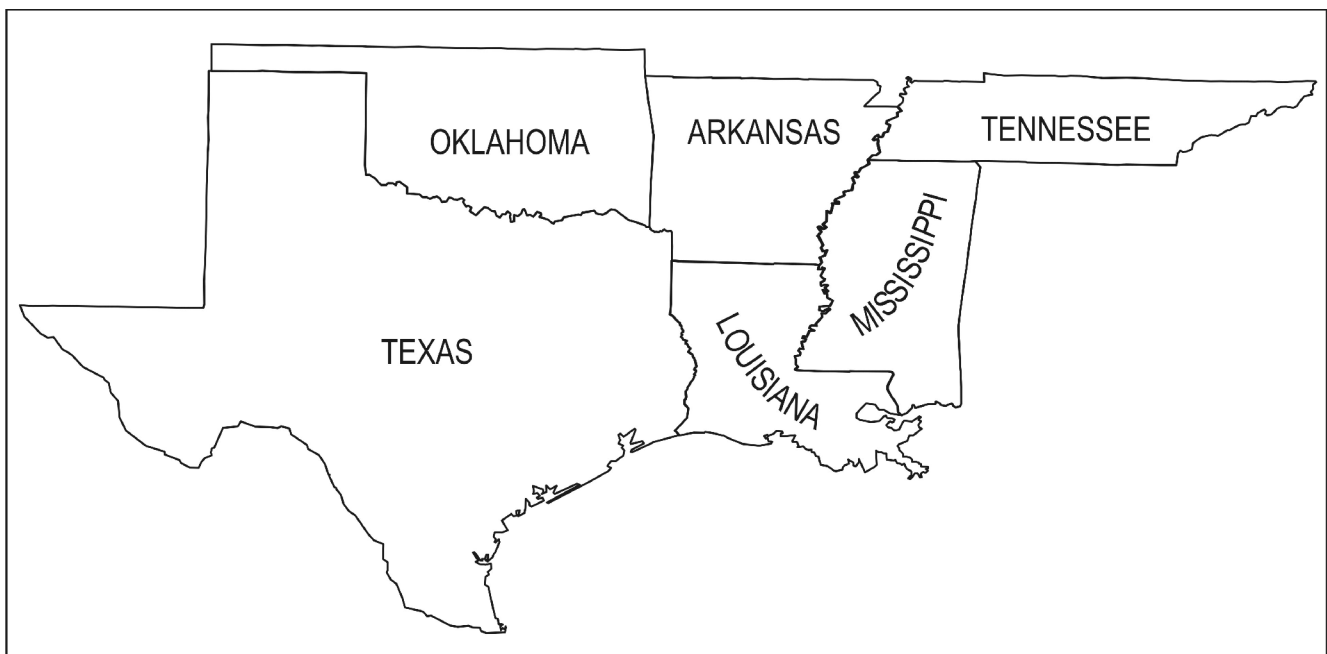 OKLAHOMA
ARKANSAS
TENNESSEE
MISSISSIPPI
TEXAS
LOUISIANA